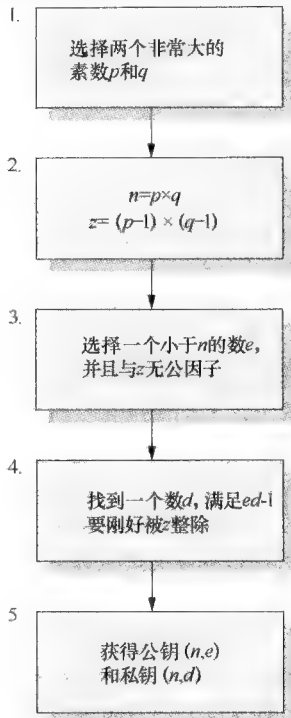 1.
选择两个非常大的
素数p和q
2.
n=p×q
z=(p-1)×(q-1)
3.
选择一个小于n的数e,
并且与z无公因子
4.
找到一个数d, 满足ed-1
要刚好被z整除
5
获得公钥(n,e)
和私钥(n,d)